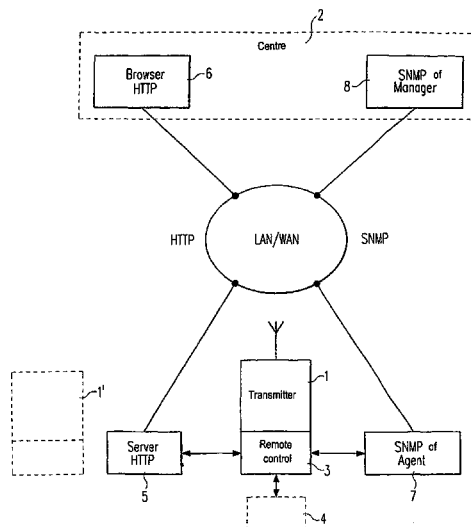 2
Centre
Browser
HTTP
6
8
SNMP of
Manager
HTTP
LAN/WAN
SNMP
1'
1
Transmitter
Server
HTTP
Remote
control
SNMP of
Agent
5
3
7
4